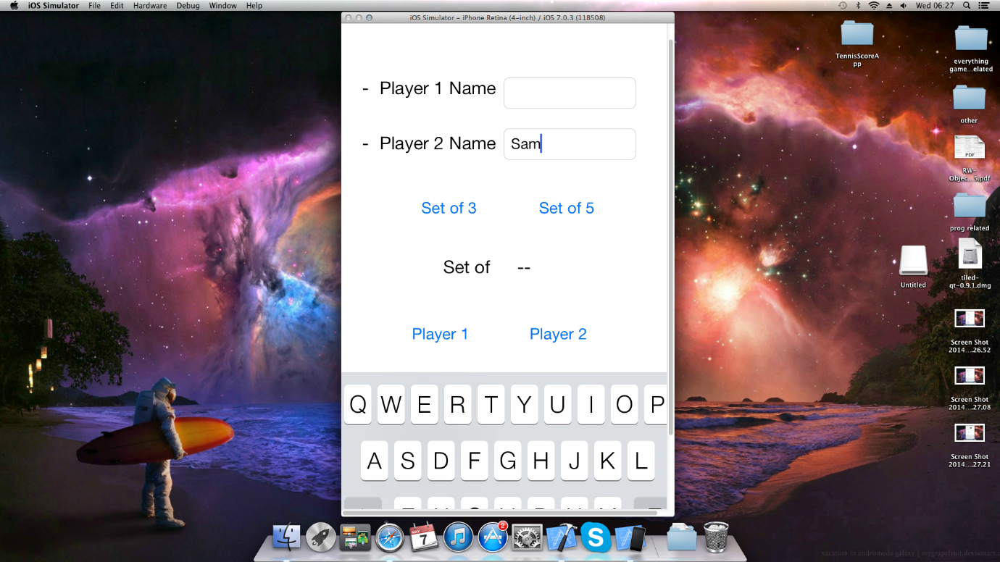 iOS Simulator File Edit Hardware Debug Window Help
Wed 06:27
iOS Simulator - iPhone Retina (4-inch) / iOS 7.0.3 (11B508)
- Player 1 Name
- Player 2 Name Sam
Set of 3 Set of 5
Set of --
Player 1 Player 2
Q W E R T Y U I O P
A S D F G H J K L
TennisScoreA
pp
everything
game...elated
other
PDF
RW-
Objec...5.pdf
prog related
Untitled
tiled-
qt-0.9.1.dmg
Screen Shot
2014....26.52
Screen Shot
2014....27.08
Screen Shot
2014....27.21
MAY
7
2
S
vacation in andromeda galaxy || mygrapefruit.deviantart.